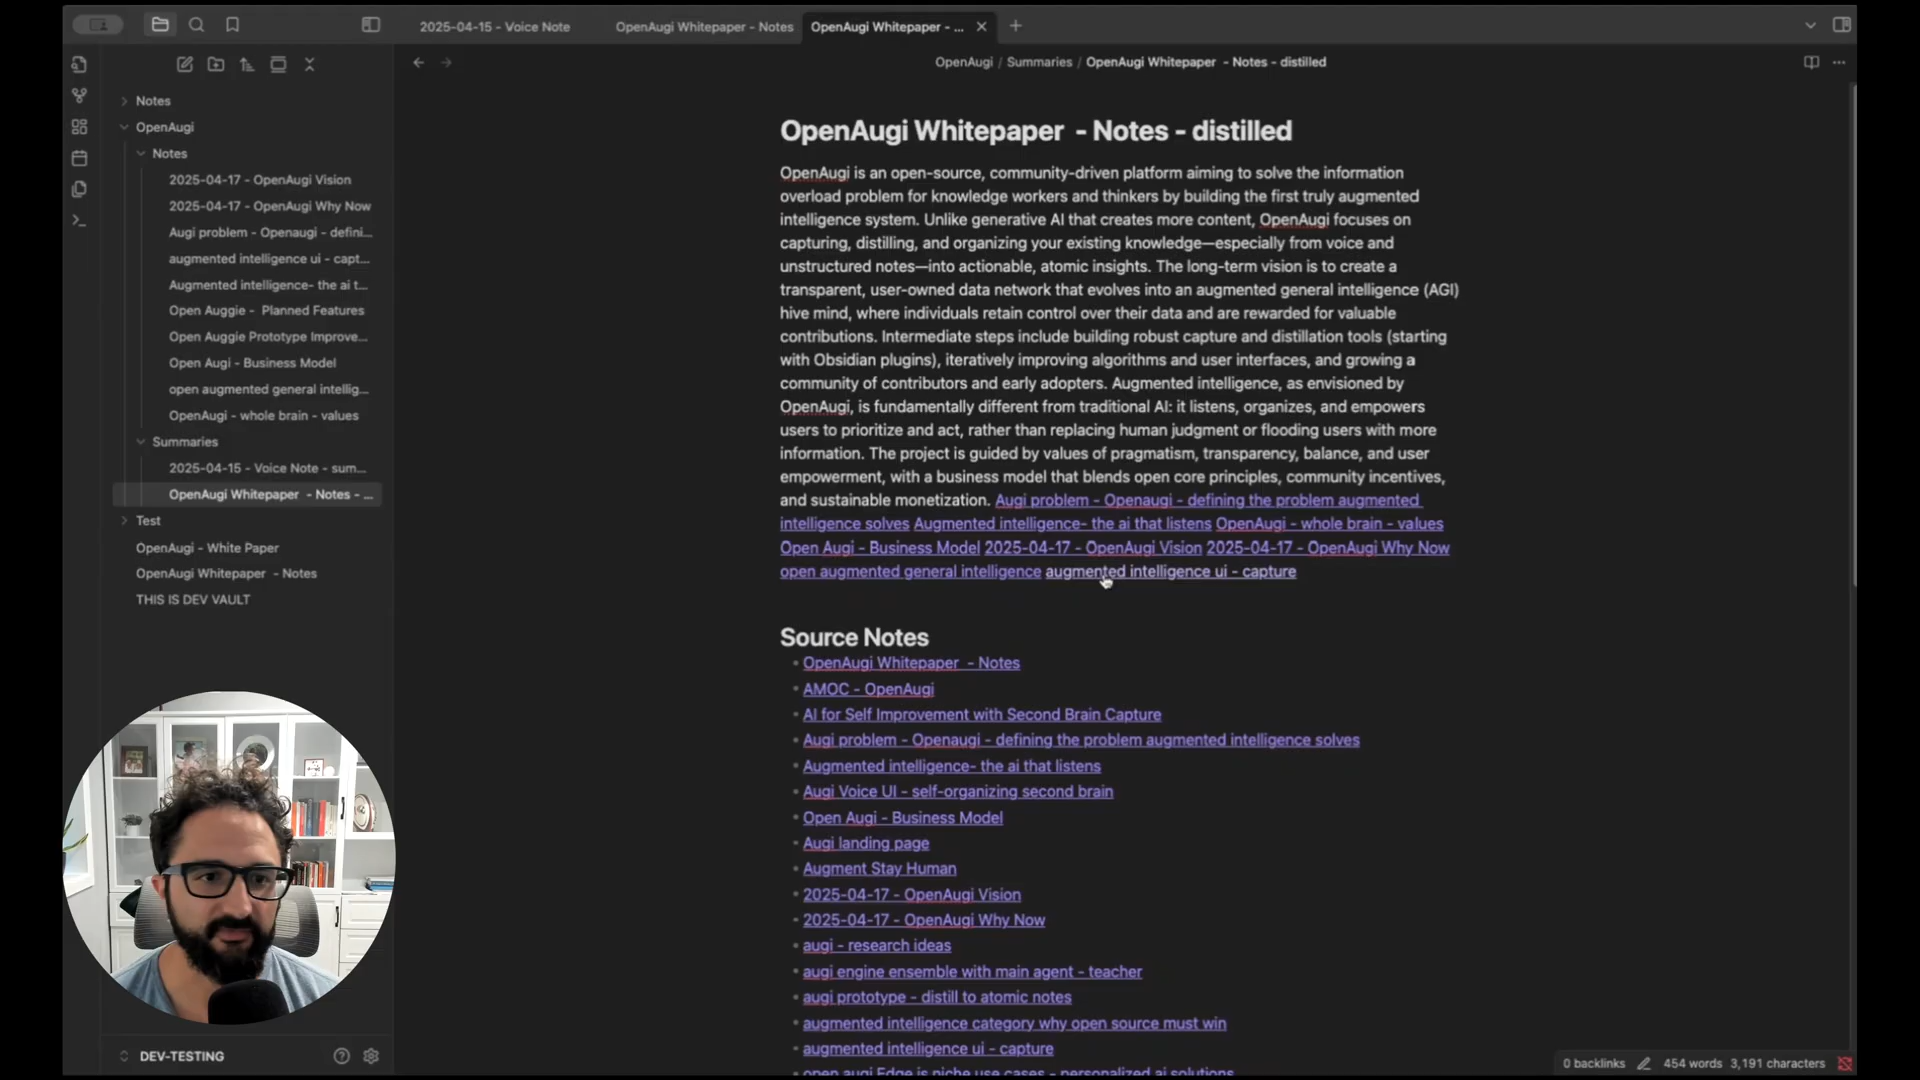 2025-04-15 - Voice Note
OpenAugi Whitepaper - Notes
OpenAugi Whitepaper - ...
OpenAugi / Summaries / OpenAugi Whitepaper - Notes - distilled
Notes
OpenAugi
Notes
2025-04-17 - OpenAugi Vision
2025-04-17 - OpenAugi Why Now
Augi problem - Openaugi - defini...
augmented intelligence ui - capt...
Augmented intelligence- the ai t...
Open Auggie - Planned Features
Open Auggie Prototype Improve...
Open Augi - Business Model
open augmented general intellig...
OpenAugi - whole brain - values
Summaries
2025-04-15 - Voice Note - sum...
OpenAugi Whitepaper - Notes - ...
Test
OpenAugi - White Paper
OpenAugi Whitepaper - Notes
THIS IS DEV VAULT
DEV-TESTING
OpenAugi Whitepaper - Notes - distilled
OpenAugi is an open-source, community-driven platform aiming to solve the information
overload problem for knowledge workers and thinkers by building the first truly augmented
intelligence system. Unlike generative AI that creates more content, OpenAugi focuses on
capturing, distilling, and organizing your existing knowledge—especially from voice and
unstructured notes—into actionable, atomic insights. The long-term vision is to create a
transparent, user-owned data network that evolves into an augmented general intelligence (AGI)
hive mind, where individuals retain control over their data and are rewarded for valuable
contributions. Intermediate steps include building robust capture and distillation tools (starting
with Obsidian plugins), iteratively improving algorithms and user interfaces, and growing a
community of contributors and early adopters. Augmented intelligence, as envisioned by
OpenAugi, is fundamentally different from traditional AI: it listens, organizes, and empowers
users to prioritize and act, rather than replacing human judgment or flooding users with more
information. The project is guided by values of pragmatism, transparency, balance, and user
empowerment, with a business model that blends open core principles, community incentives,
and sustainable monetization. Augi problem - Openaugi - defining the problem augmented
intelligence solves Augmented intelligence- the ai that listens OpenAugi - whole brain - values
Open Augi - Business Model 2025-04-17 - OpenAugi Vision 2025-04-17 - OpenAugi Why Now
open augmented general intelligence augmented intelligence ui - capture
Source Notes
OpenAugi Whitepaper - Notes
AMOC - OpenAugi
AI for Self Improvement with Second Brain Capture
Augi problem - Openaugi - defining the problem augmented intelligence solves
Augmented intelligence- the ai that listens
Augi Voice UI - self-organizing second brain
Open Augi - Business Model
Augi landing page
Augment Stay Human
2025-04-17 - OpenAugi Vision
2025-04-17 - OpenAugi Why Now
augi - research ideas
augi engine ensemble with main agent - teacher
augi prototype - distill to atomic notes
augmented intelligence category why open source must win
augmented intelligence ui - capture
open augi Edge is niche use cases - personalized ai solutions
0 backlinks 454 words 3,191 characters